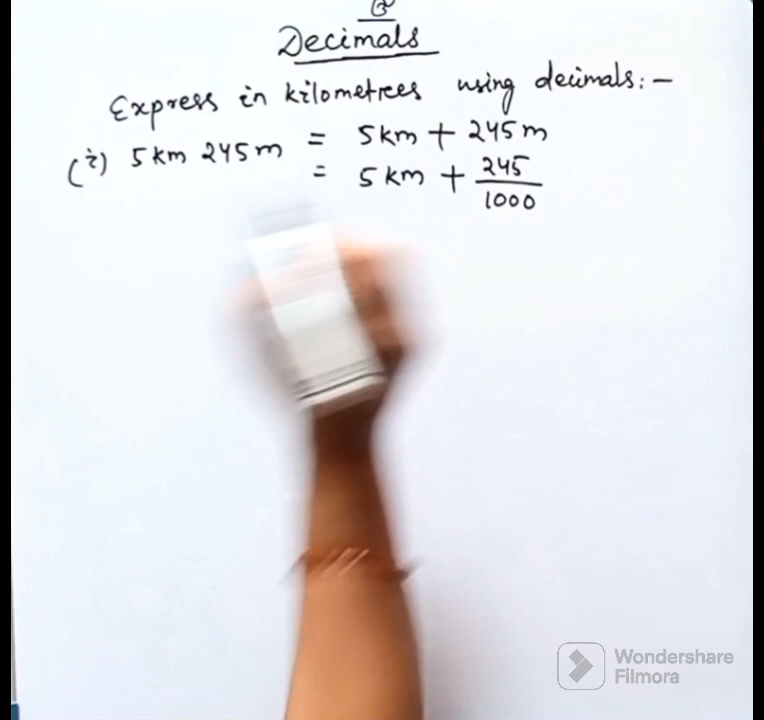 Decimals
Express in kilometrees using decimals:-
(i) 5km 245m = 5km + 245m
= 5km + 245/1000
Wondershare
Filmora